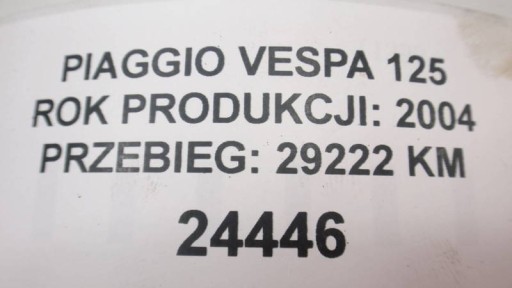 PIAGGIO VESPA 125
ROK PRODUKCJI: 2004
PRZEBIEG: 29222 KM
24446